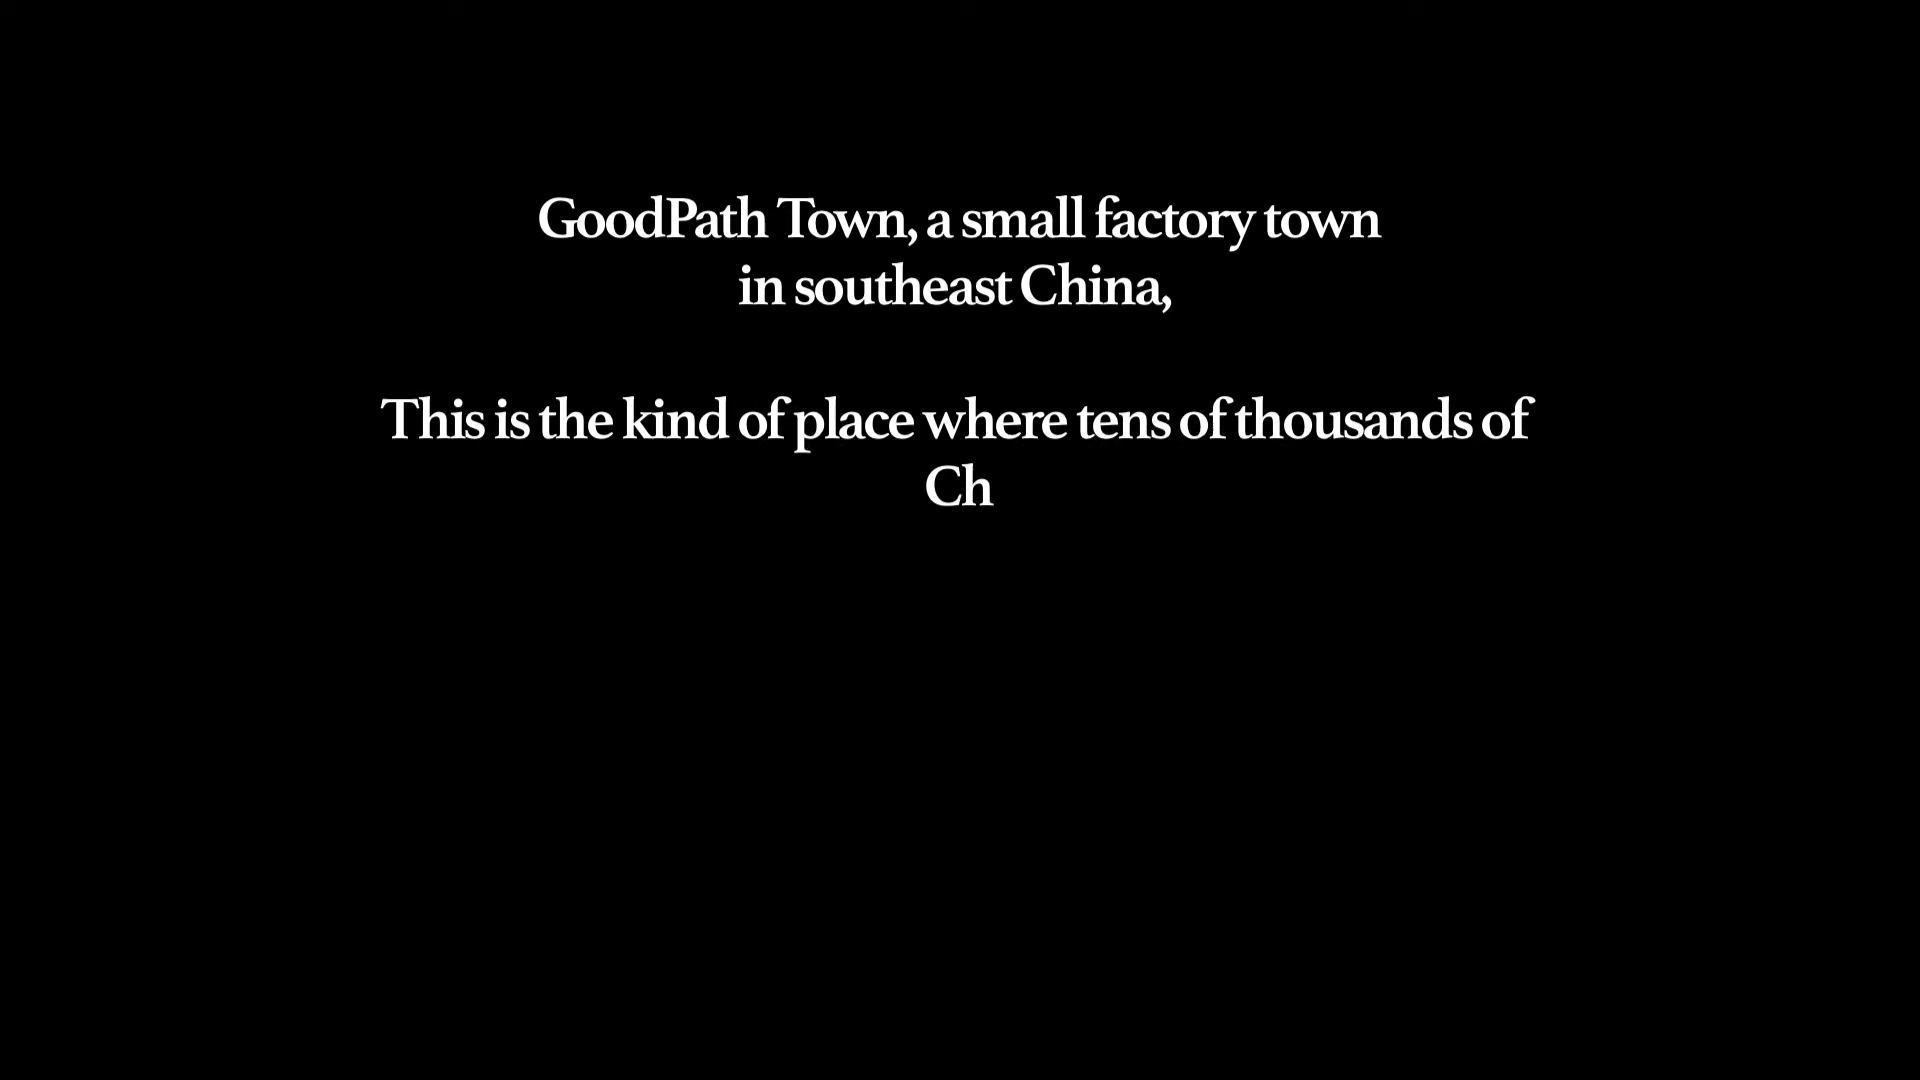 GoodPath Town, a small factory town
in southeast China,
This is the kind of place where tens of thousands of
Ch